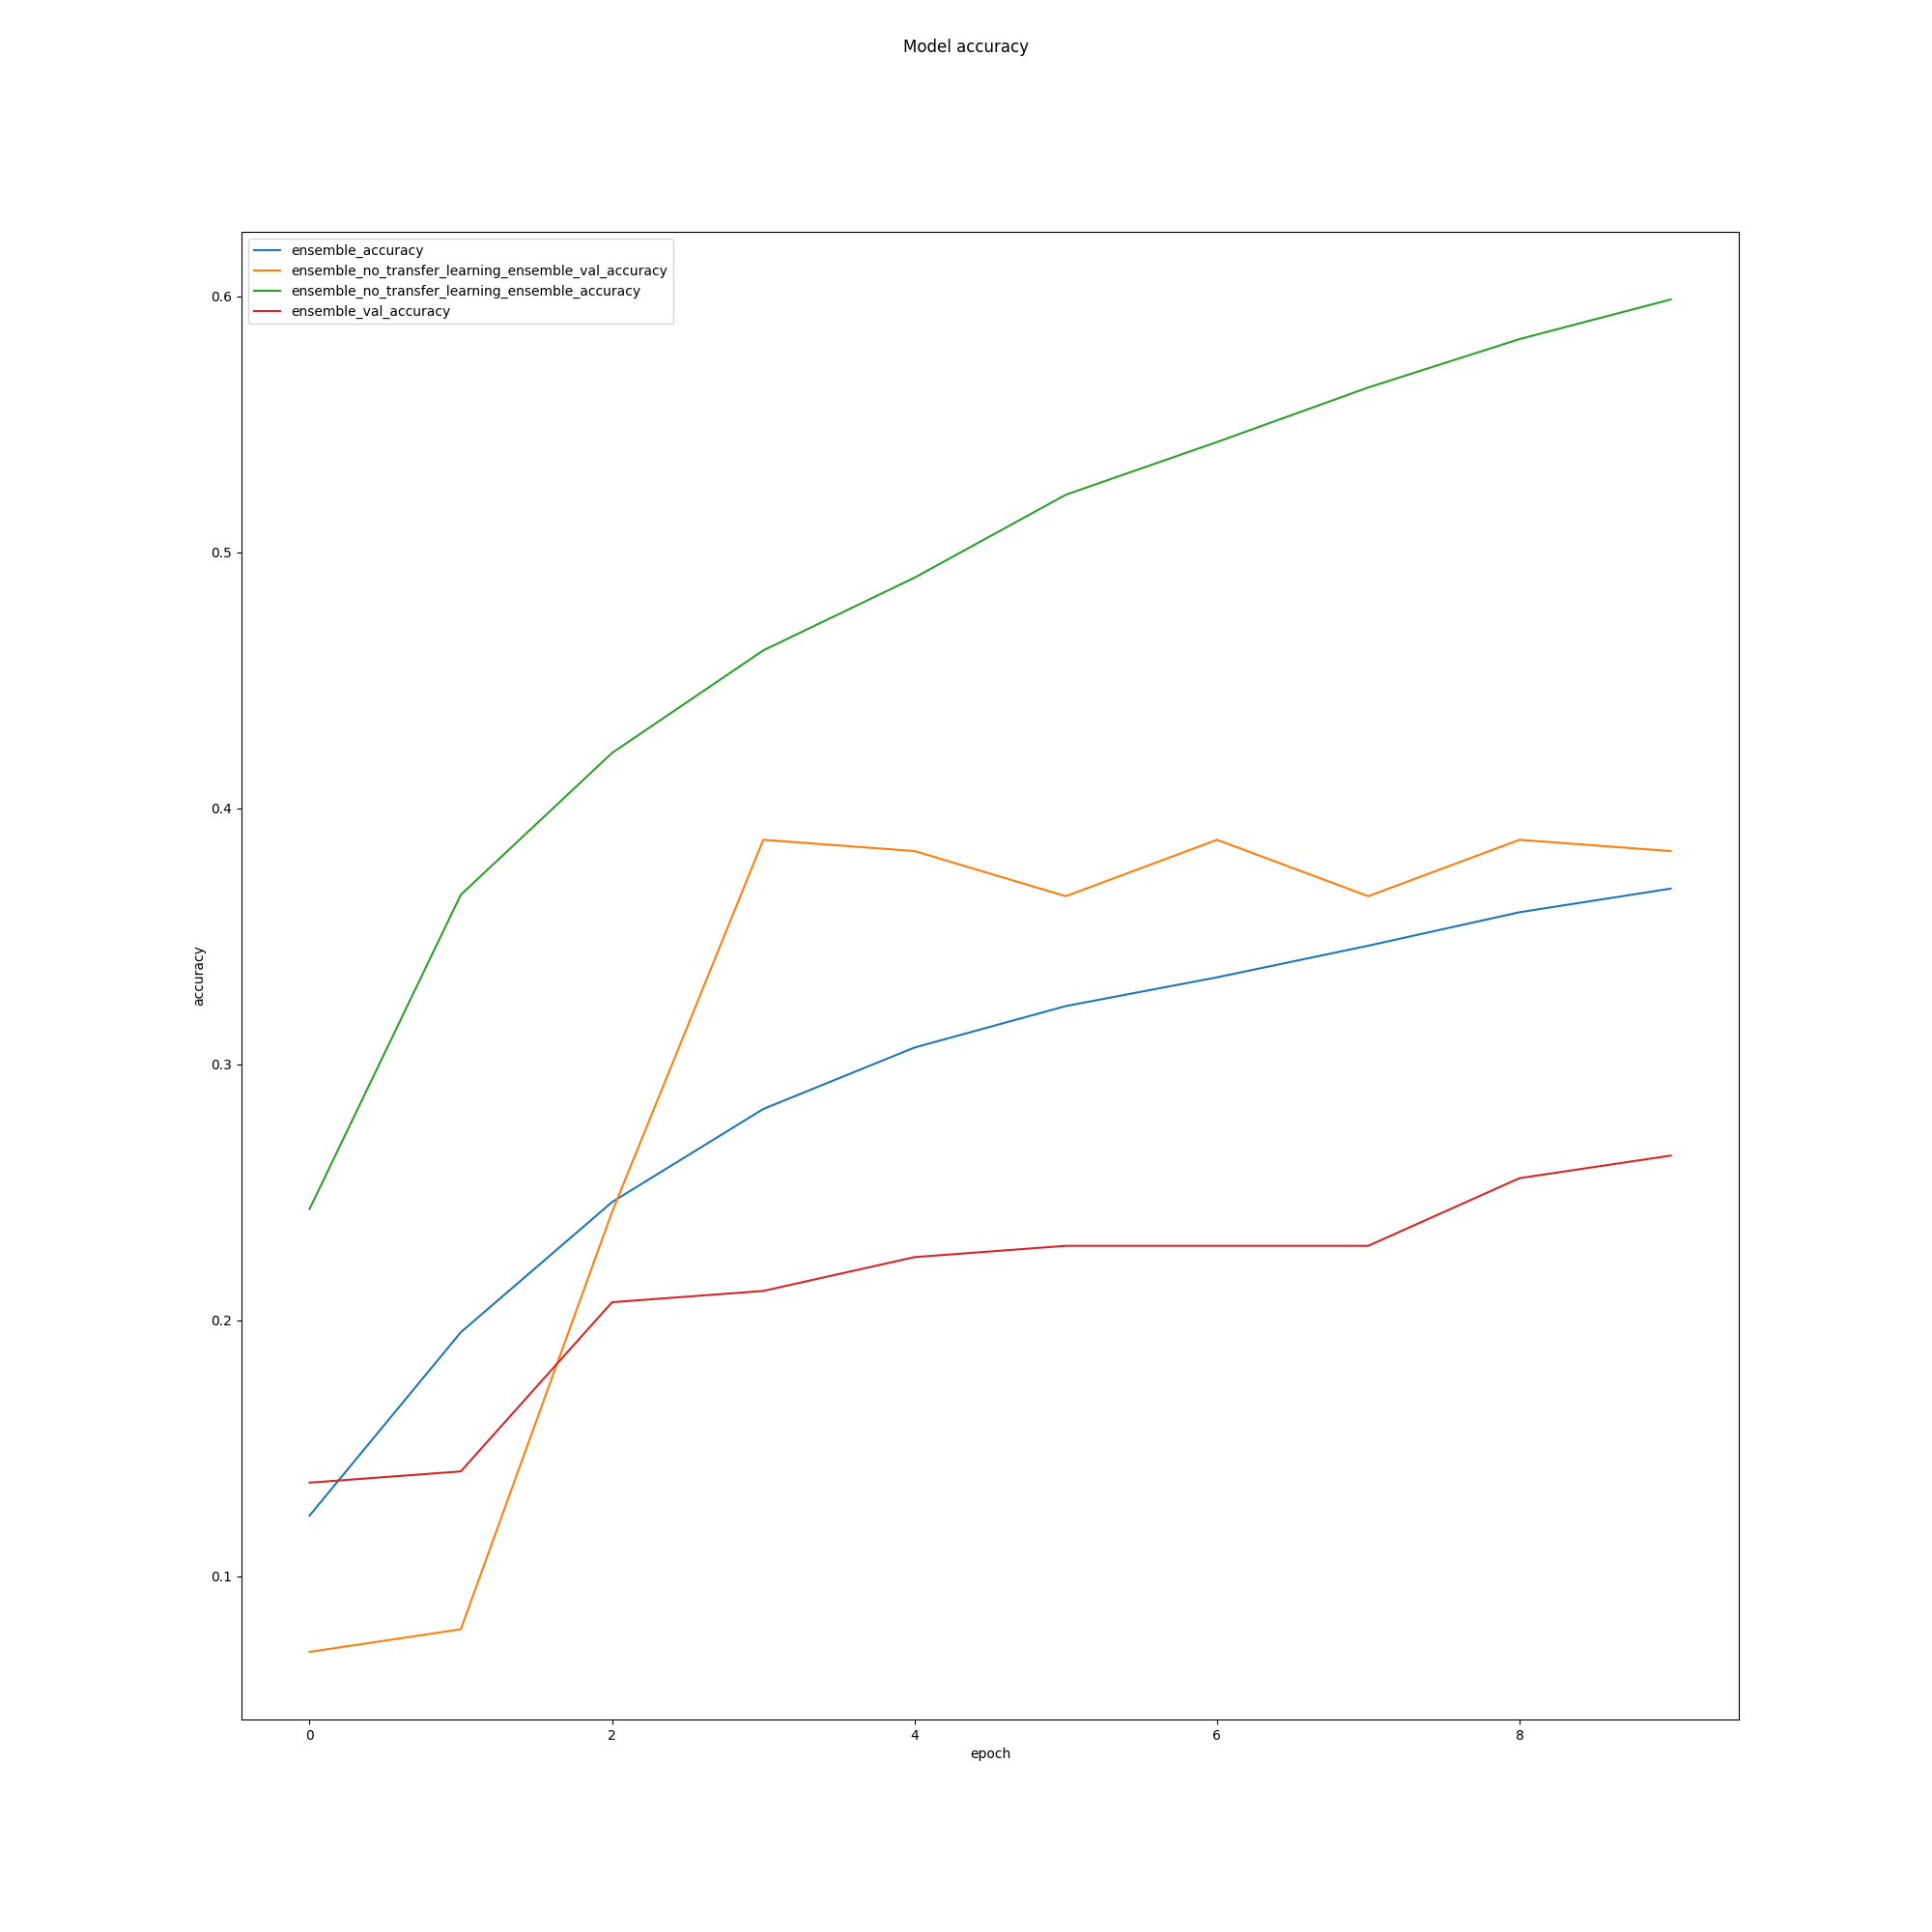 Model accuracy
ensemble_accuracy
ensemble_no_transfer_learning_ensemble_val_accuracy
ensemble_no_transfer_learning_ensemble_accuracy
ensemble_val_accuracy
0.6
0.5
0.4
0.3
0.2
0.1
accuracy
0 2 4 6 8
epoch